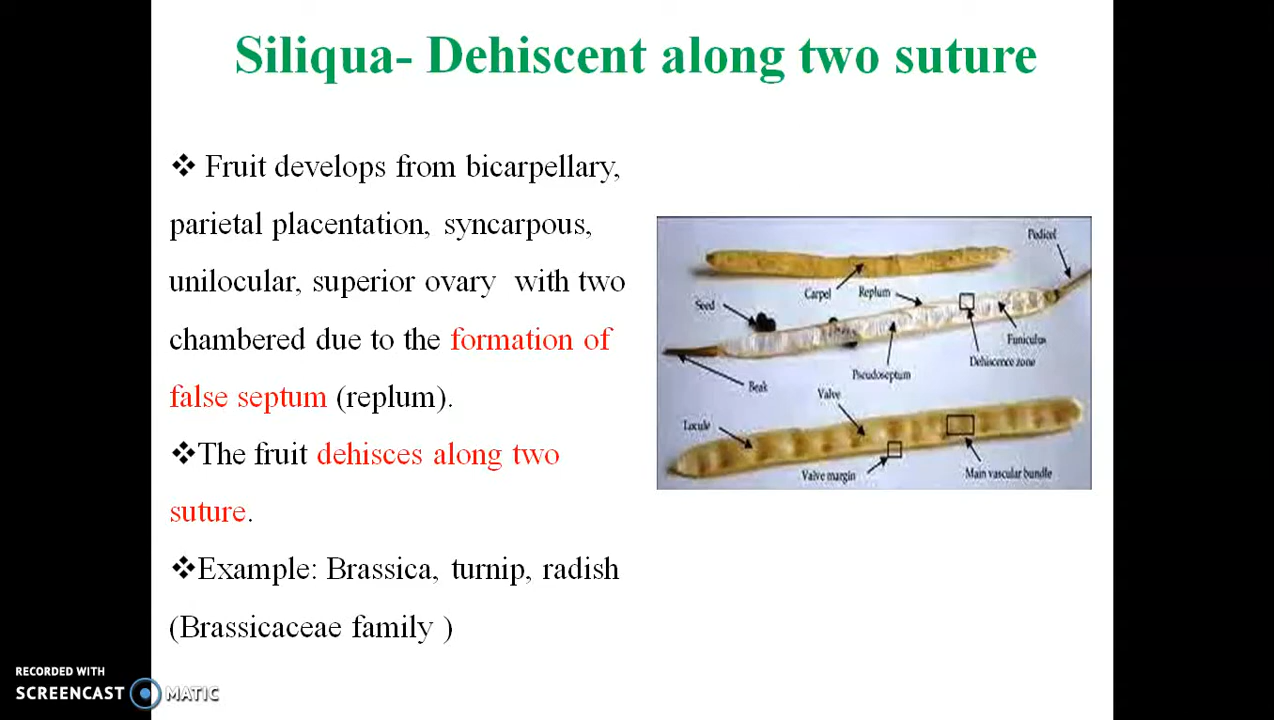 Siliqua- Dehiscent along two suture
❖ Fruit develops from bicarpellary,
parietal placentation, syncarpous,
unilocular, superior ovary with two
chambered due to the formation of
false septum (replum).
❖The fruit dehisces along two
suture.
❖Example: Brassica, turnip, radish
(Brassicaceae family )
Pedicel
Carpel
Replum
Seed
Funiculus
Dehiscence zone
Pseudoseptum
Beak
Valve
Locule
Valve margin
Main vascular bundle
RECORDED WITH
SCREENCAST MATIC